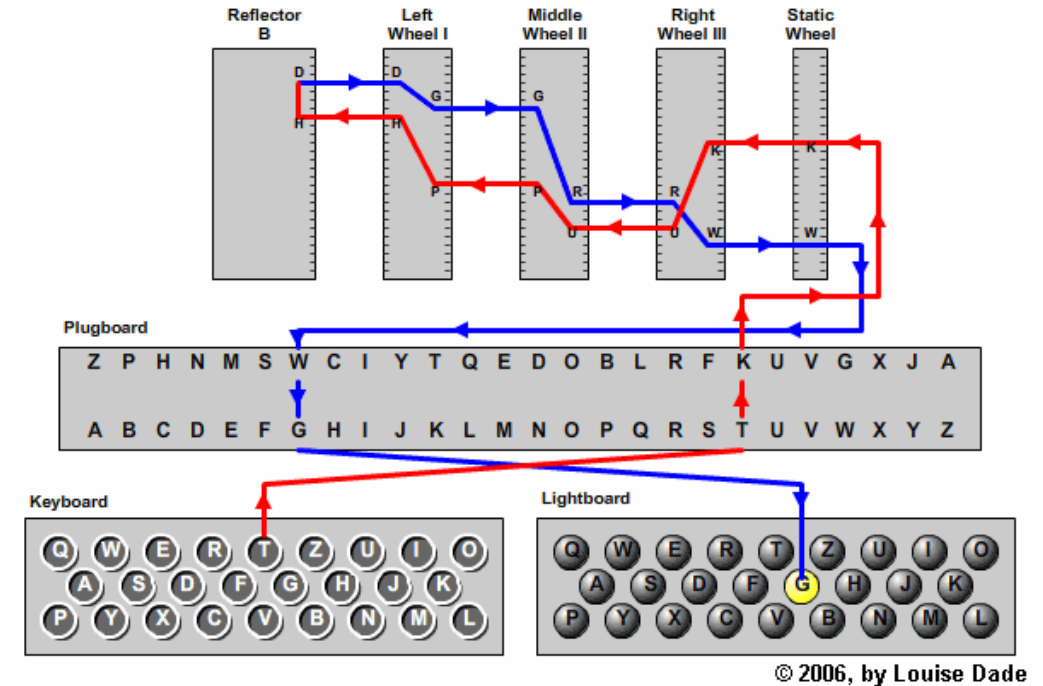 Reflector B
Left Wheel I
Middle Wheel II
Right Wheel III
Static Wheel
D D G G
H H K K
P P R R
U U W W
Plugboard
Z P H N M S W C I Y T Q E D O B L R F K U V G X J A
A B C D E F G H I J K L M N O P Q R S T U V W X Y Z
Keyboard
Q W E R T Z U I O
A S D F G H J K
P Y X C V B N M L
Lightboard
Q W E R T Z U I O
A S D F G H J K
P Y X C V B N M L
© 2006, by Louise Dade